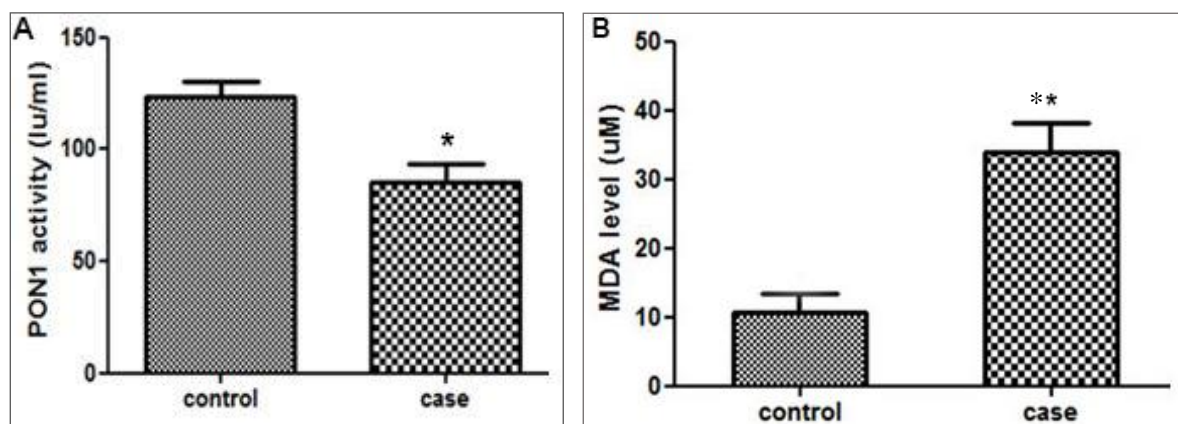 A
PON1 activity (Iu/ml)
150
100
50
0
*
control
case
B
MDA level (uM)
50
40
30
20
10
0
**
control
case